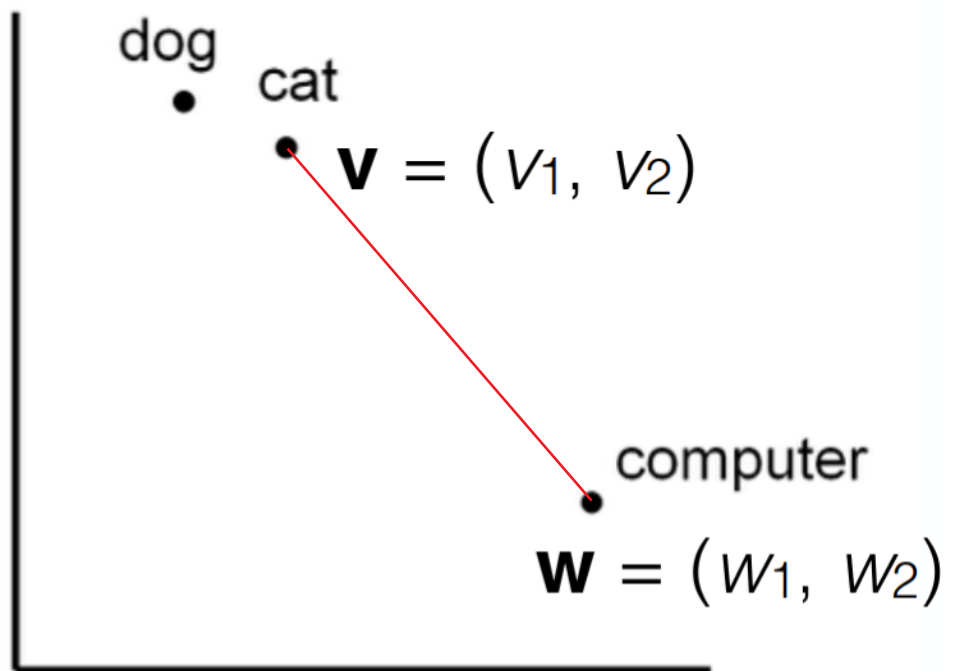 dog
cat
v = (v1, v2)
computer
w = (w1, w2)